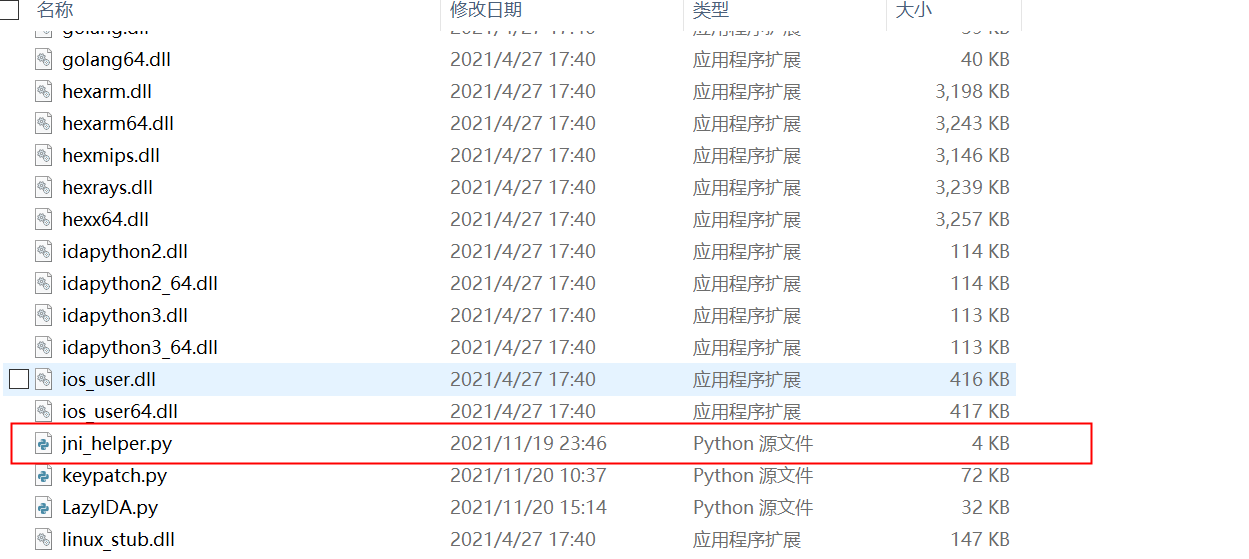 名称 修改日期 类型 大小
golang.dll 2021/4/27 17:40 应用程序扩展 39 KB
golang64.dll 2021/4/27 17:40 应用程序扩展 40 KB
hexarm.dll 2021/4/27 17:40 应用程序扩展 3,198 KB
hexarm64.dll 2021/4/27 17:40 应用程序扩展 3,243 KB
hexmips.dll 2021/4/27 17:40 应用程序扩展 3,146 KB
hexrays.dll 2021/4/27 17:40 应用程序扩展 3,239 KB
hexx64.dll 2021/4/27 17:40 应用程序扩展 3,257 KB
idapython2.dll 2021/4/27 17:40 应用程序扩展 114 KB
idapython2_64.dll 2021/4/27 17:40 应用程序扩展 114 KB
idapython3.dll 2021/4/27 17:40 应用程序扩展 113 KB
idapython3_64.dll 2021/4/27 17:40 应用程序扩展 113 KB
ios_user.dll 2021/4/27 17:40 应用程序扩展 416 KB
ios_user64.dll 2021/4/27 17:40 应用程序扩展 417 KB
jni_helper.py 2021/11/19 23:46 Python 源文件 4 KB
keypatch.py 2021/11/20 10:37 Python 源文件 72 KB
LazyIDA.py 2021/11/20 15:14 Python 源文件 32 KB
linux_stub.dll 2021/4/27 17:40 应用程序扩展 147 KB